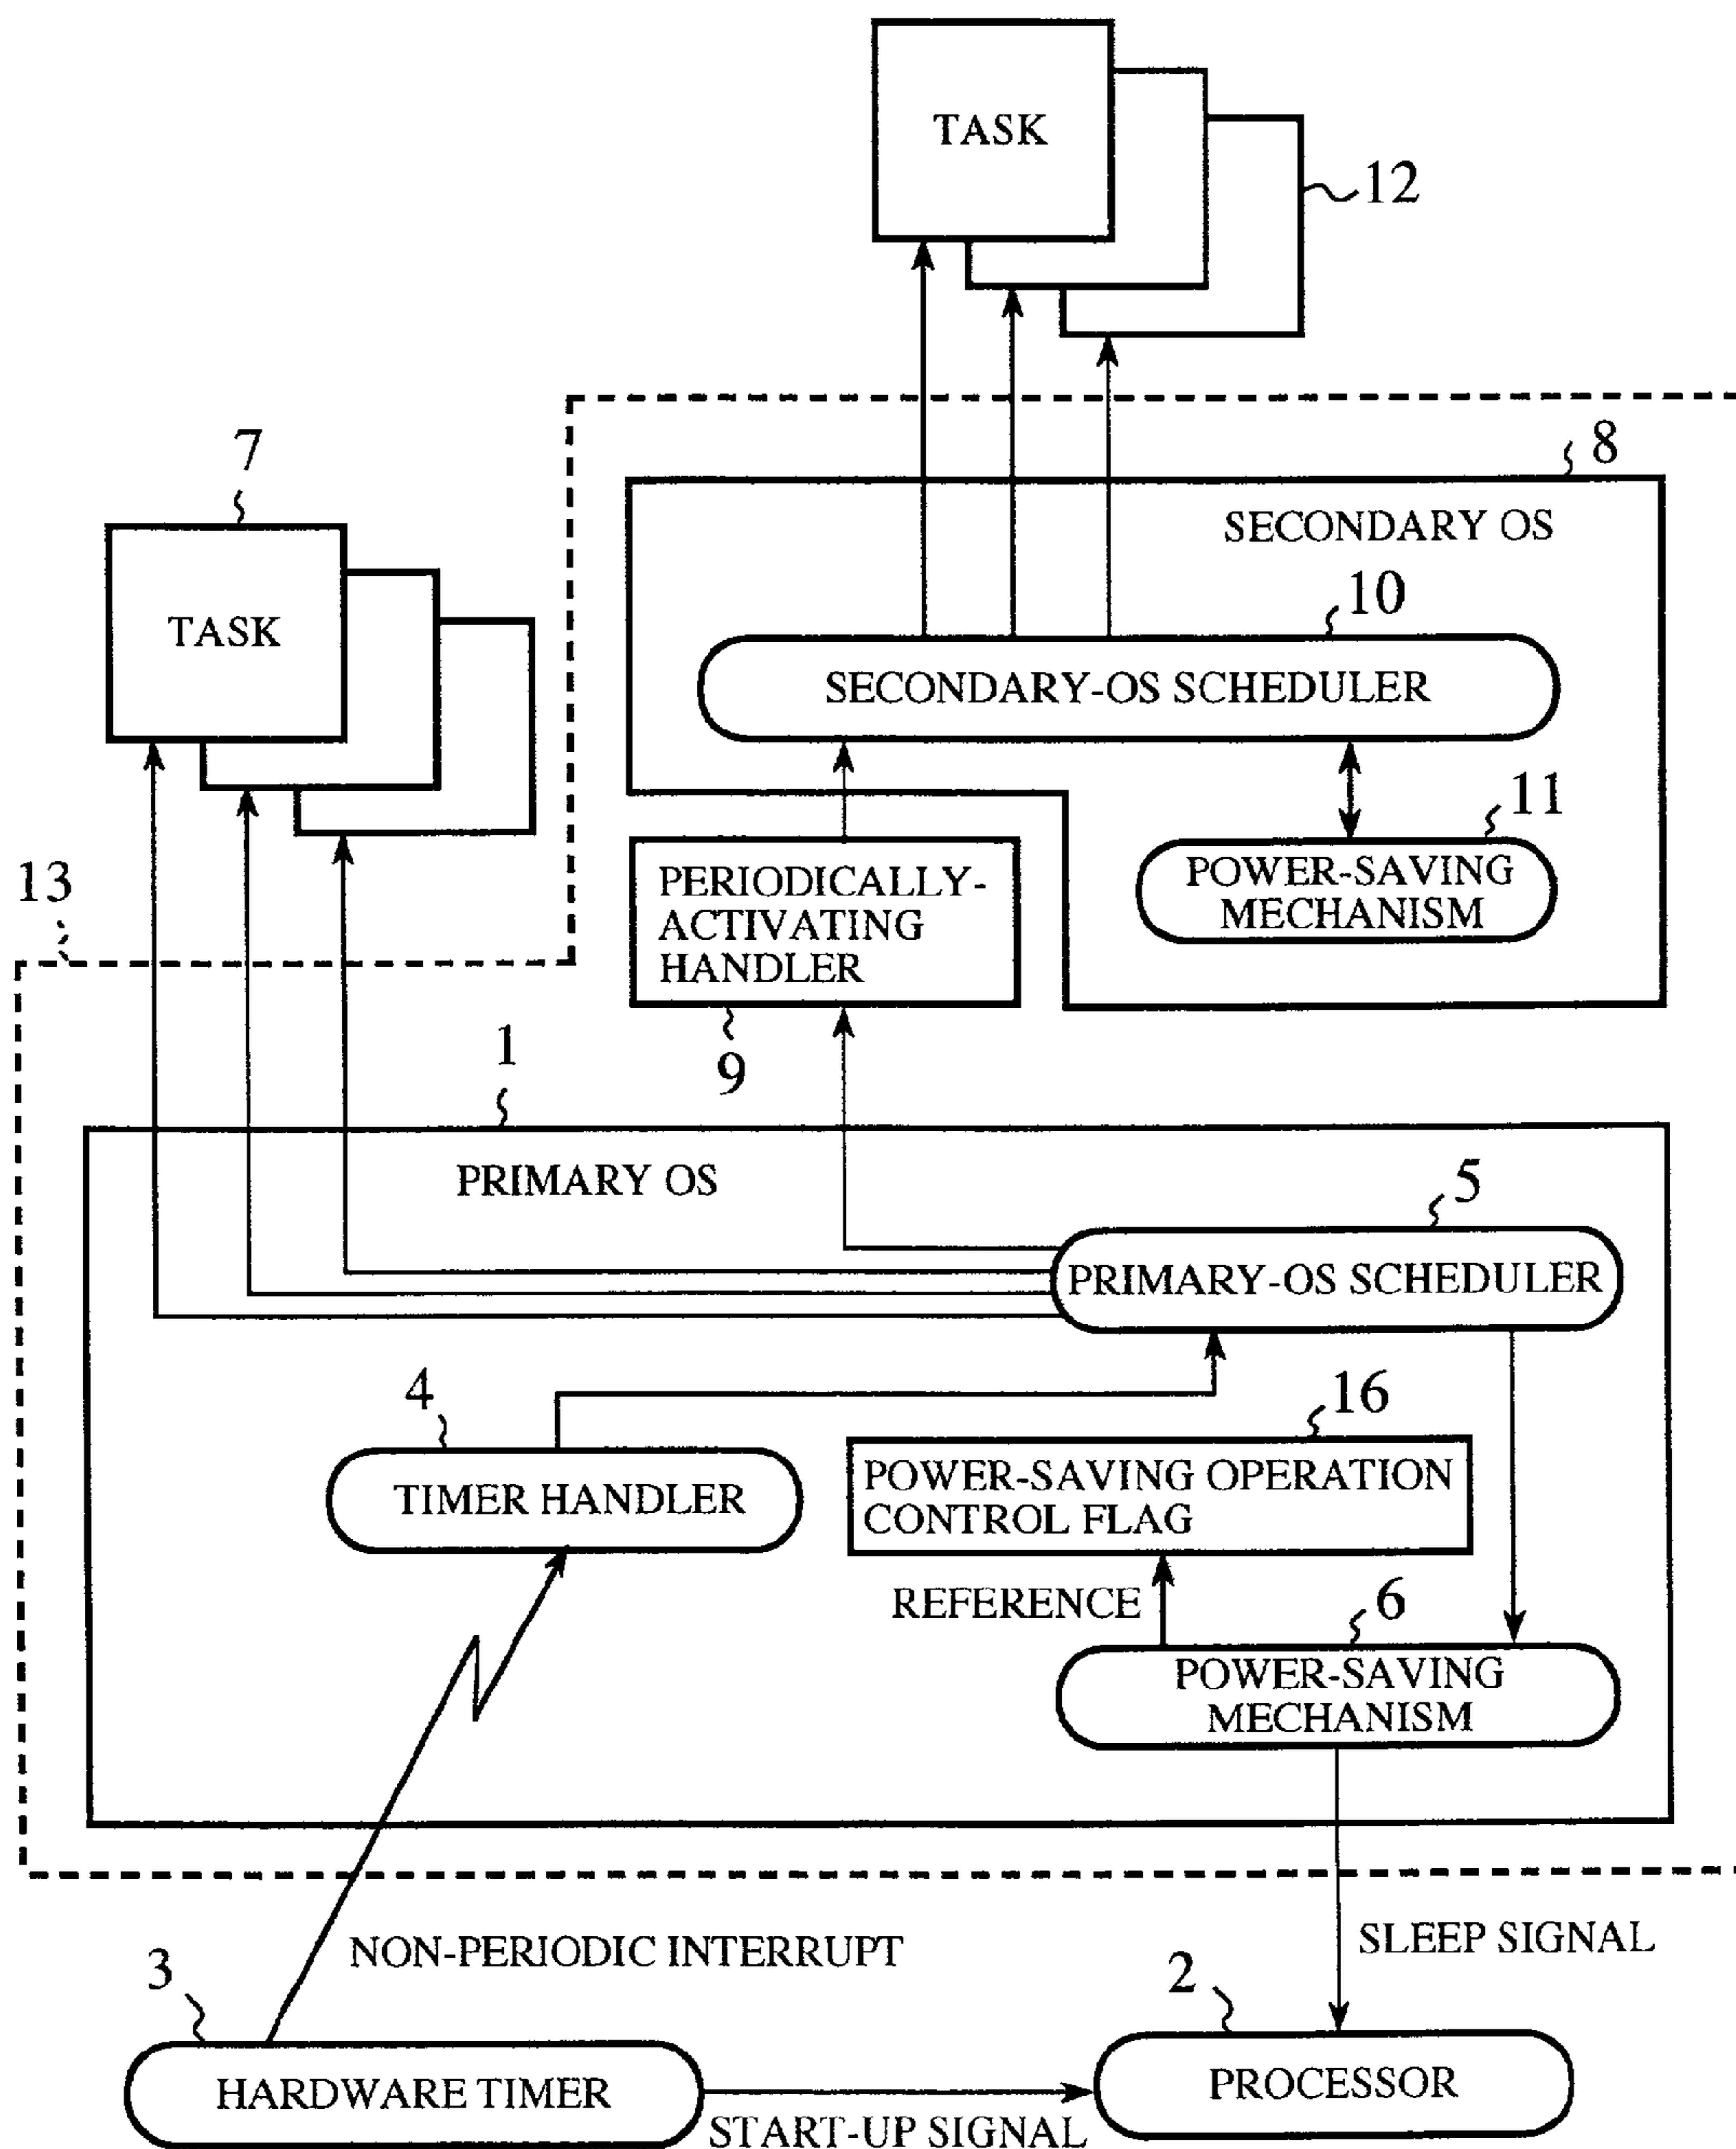 TASK
12
7
8
SECONDARY OS
10
TASK
SECONDARY-OS SCHEDULER
11
13
PERIODICALLY-
ACTIVATING
HANDLER
POWER-SAVING
MECHANISM
9
1
PRIMARY OS
5
PRIMARY-OS SCHEDULER
4
16
TIMER HANDLER
POWER-SAVING OPERATION
CONTROL FLAG
REFERENCE
6
POWER-SAVING
MECHANISM
NON-PERIODIC INTERRUPT
SLEEP SIGNAL
3
2
HARDWARE TIMER
PROCESSOR
START-UP SIGNAL